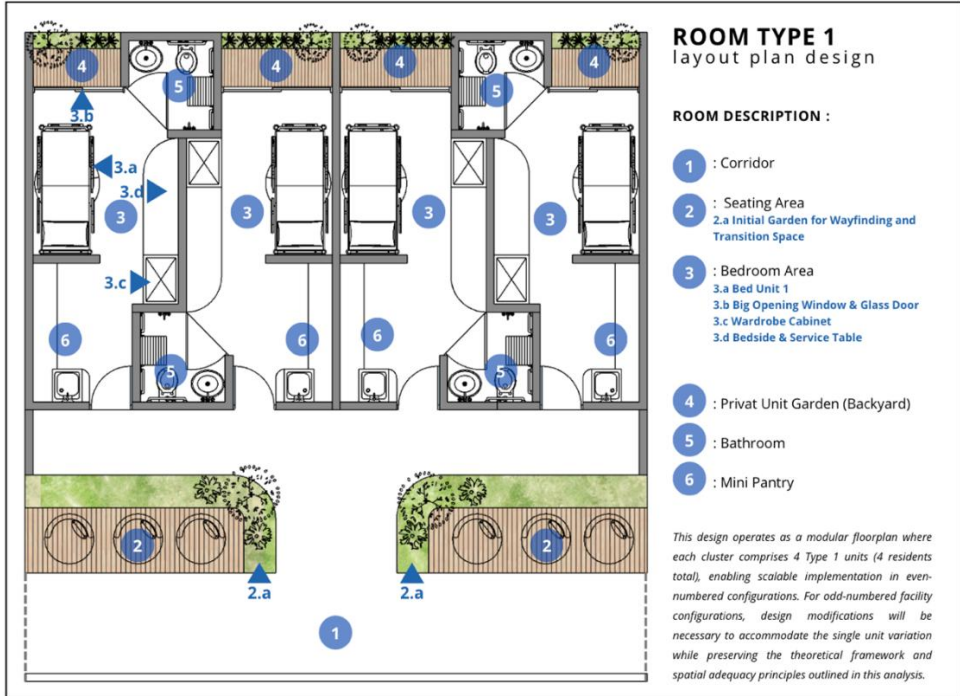 ROOM TYPE 1
layout plan design
ROOM DESCRIPTION :
1 : Corridor
2 : Seating Area
2.a Initial Garden for Wayfinding and
Transition Space
3 : Bedroom Area
3.a Bed Unit 1
3.b Big Opening Window & Glass Door
3.c Wardrobe Cabinet
3.d Bedside & Service Table
4 : Privat Unit Garden (Backyard)
5 : Bathroom
6 : Mini Pantry
This design operates as a modular floorplan where
each cluster comprises 4 Type 1 units (4 residents
total), enabling scalable implementation in even-
numbered configurations. For odd-numbered facility
configurations, design modifications will be
necessary to accommodate the single unit variation
while preserving the theoretical framework and
spatial adequacy principles outlined in this analysis.
4 4 4 4
5 5
3.b
3.a
3.d
3 3 3 3
3.c
6 6 6 6
5 5
2 2
2.a 2.a
1